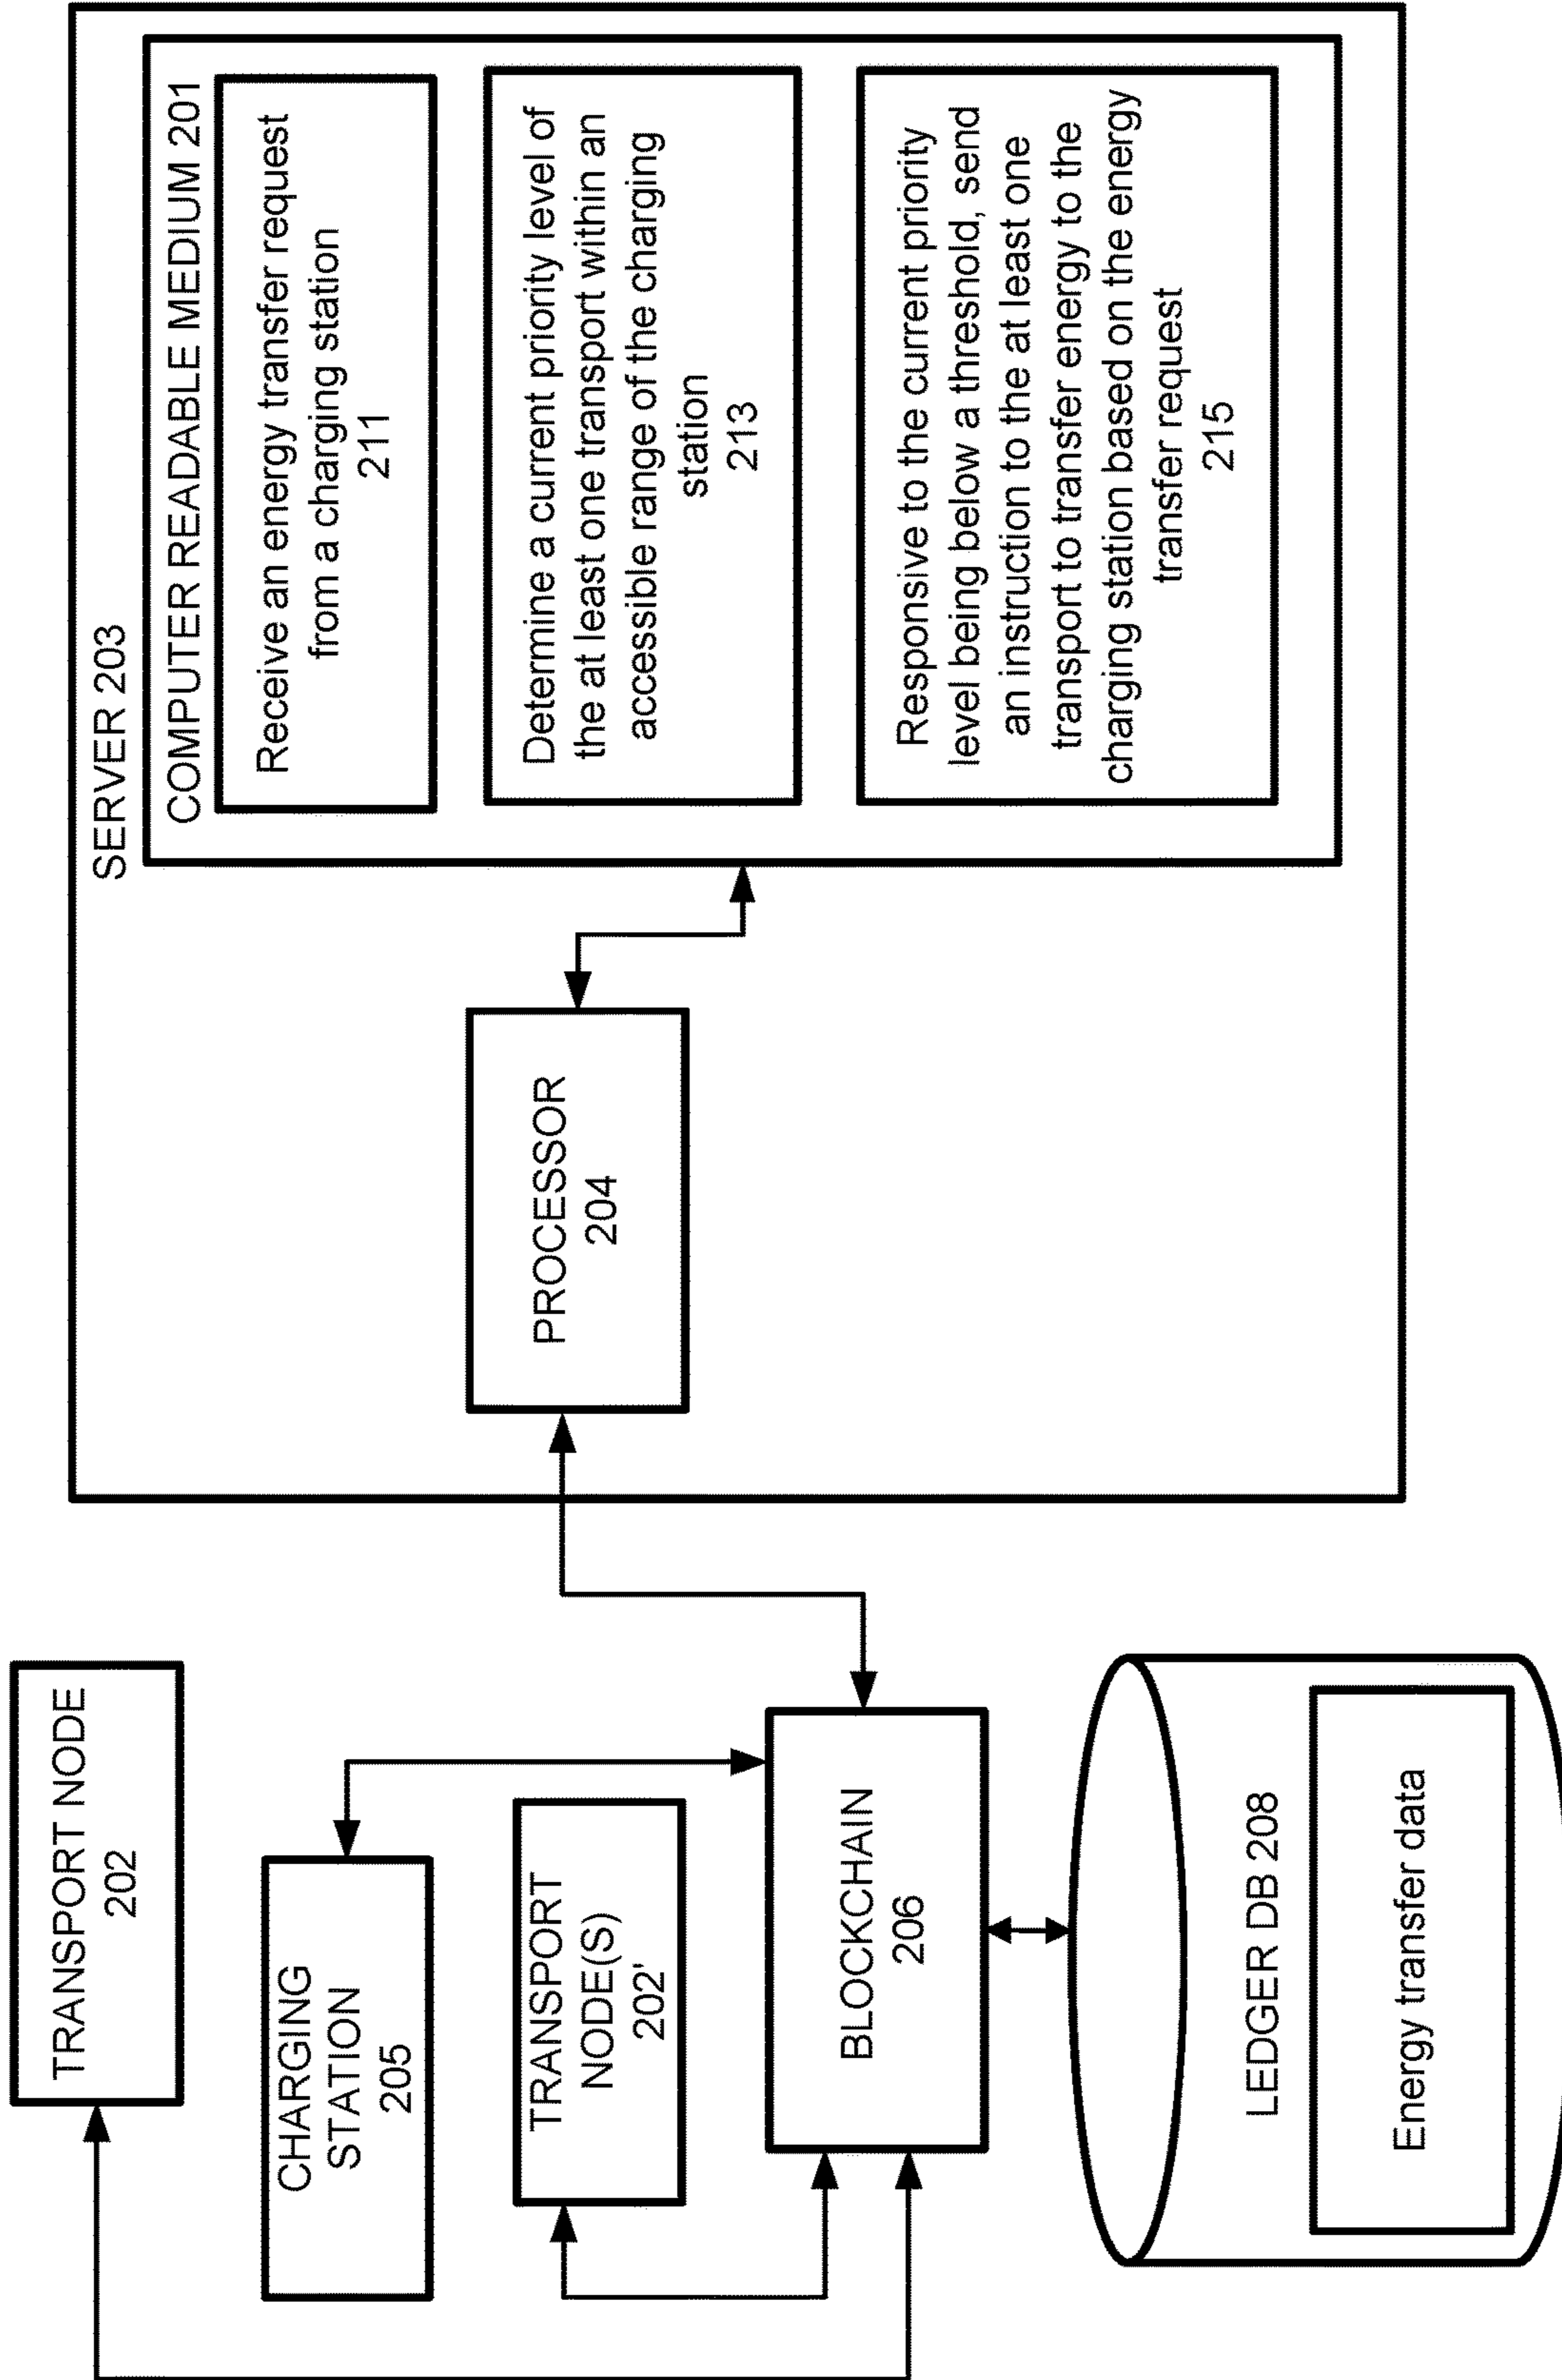 TRANSPORT NODE
202
CHARGING
STATION
205
TRANSPORT
NODE(S)
202'
BLOCKCHAIN
206
LEDGER DB 208
Energy transfer data
SERVER 203
PROCESSOR
204
COMPUTER READABLE MEDIUM 201
Receive an energy transfer request
from a charging station
211
Determine a current priority level of
the at least one transport within an
accessible range of the charging
station
213
Responsive to the current priority
level being below a threshold, send
an instruction to the at least one
transport to transfer energy to the
charging station based on the energy
transfer request
215